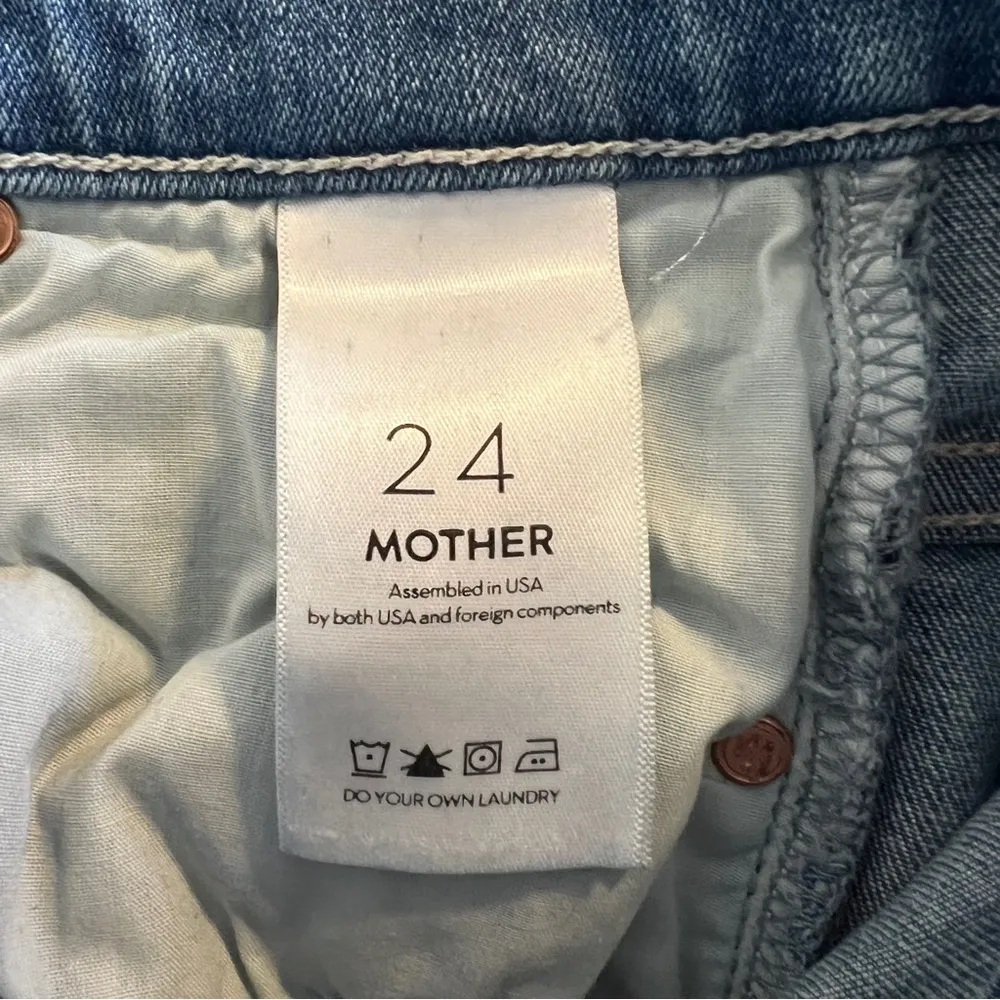 24
MOTHER
Assembled in USA
by both USA and foreign components
DO YOUR OWN LAUNDRY